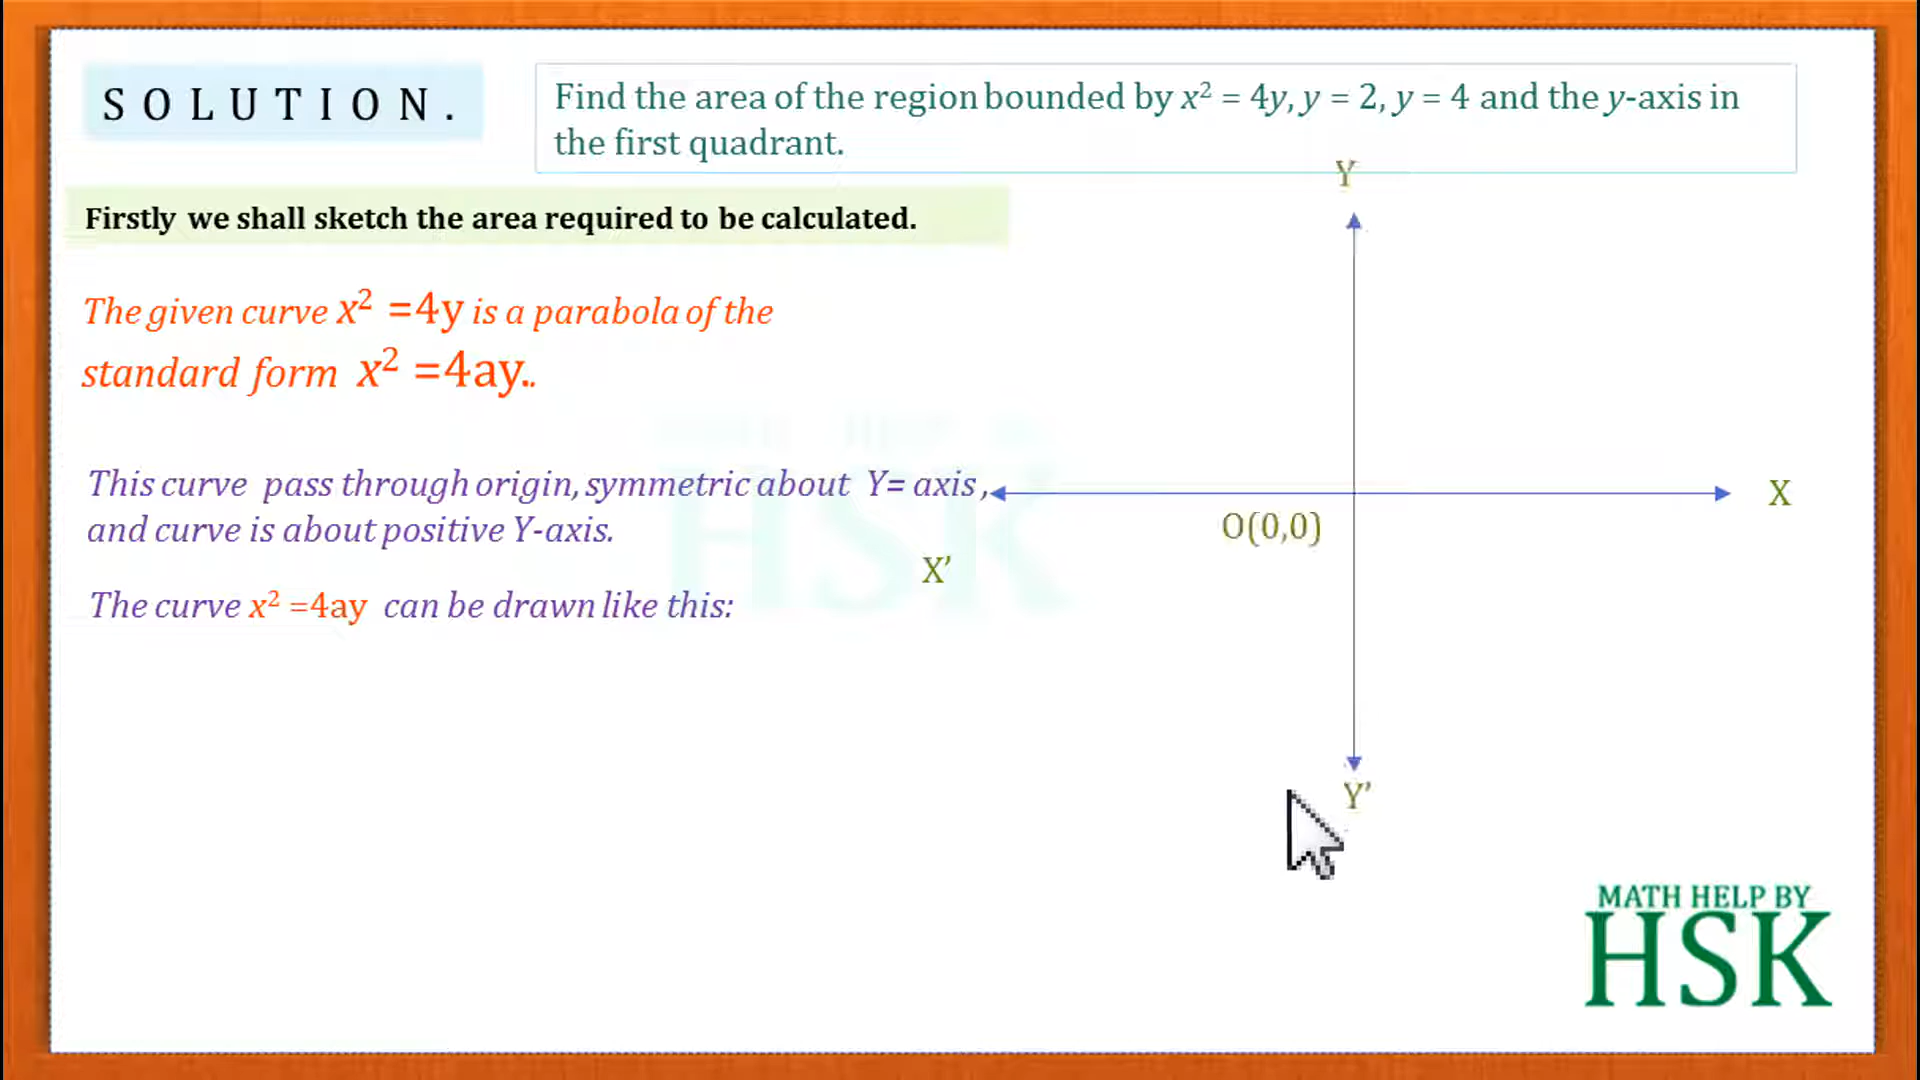 SOLUTION.
Find the area of the region bounded by x² = 4y, y = 2, y = 4 and the y-axis in
the first quadrant.
Firstly we shall sketch the area required to be calculated.
The given curve x² =4y is a parabola of the
standard form x² =4ay..
This curve pass through origin, symmetric about Y= axis,
and curve is about positive Y-axis.
The curve x² =4ay can be drawn like this:
Y
X
O(0,0)
X’
Y’
HSK
MATH HELP BY
HSK